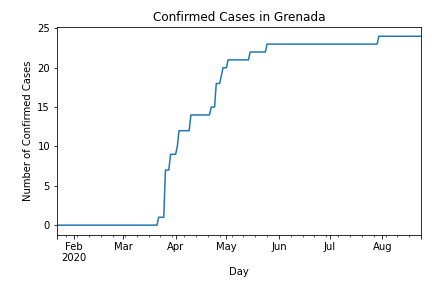 Confirmed Cases in Grenada
Number of Confirmed Cases
25
20
15
10
5
0
Feb Mar Apr May Jun Jul Aug
2020
Day